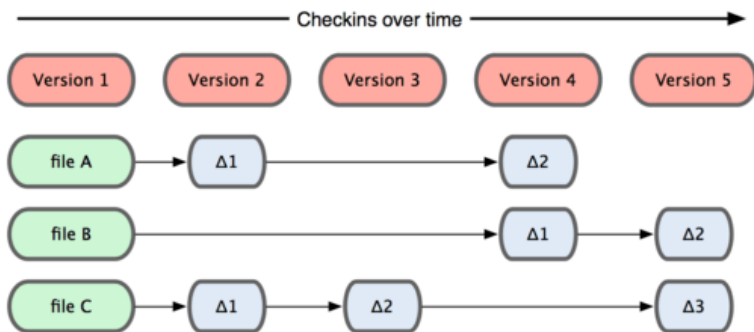 Checkins over time
Version 1 Version 2 Version 3 Version 4 Version 5
file A Δ1 Δ2
file B Δ1 Δ2
file C Δ1 Δ2 Δ3